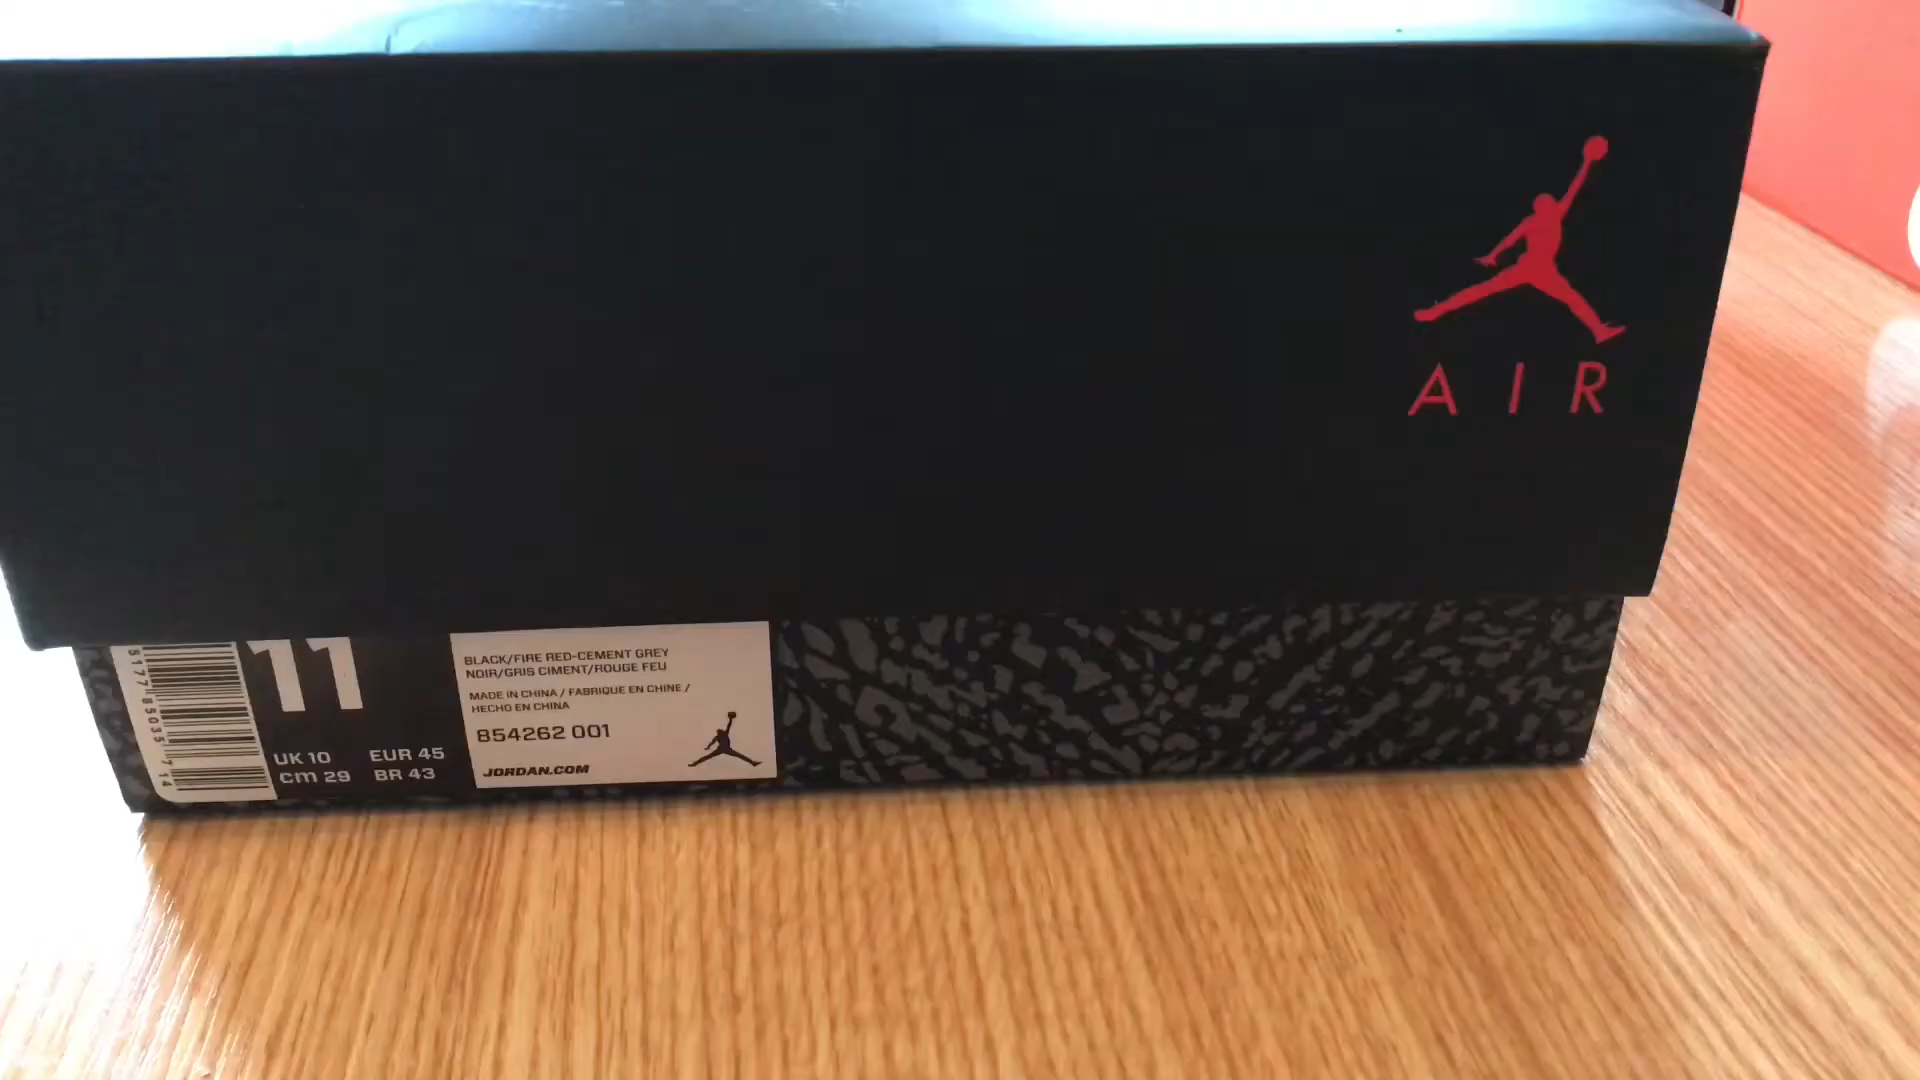 AIR
11
UK 10 EUR 45
cm 29 BR 43
BLACK/FIRE RED-CEMENT GREY
NOIR/GRIS CIMENT/ROUGE FEU
MADE IN CHINA / FABRIQUE EN CHINE /
HECHO EN CHINA
854262 001
JORDAN.COM